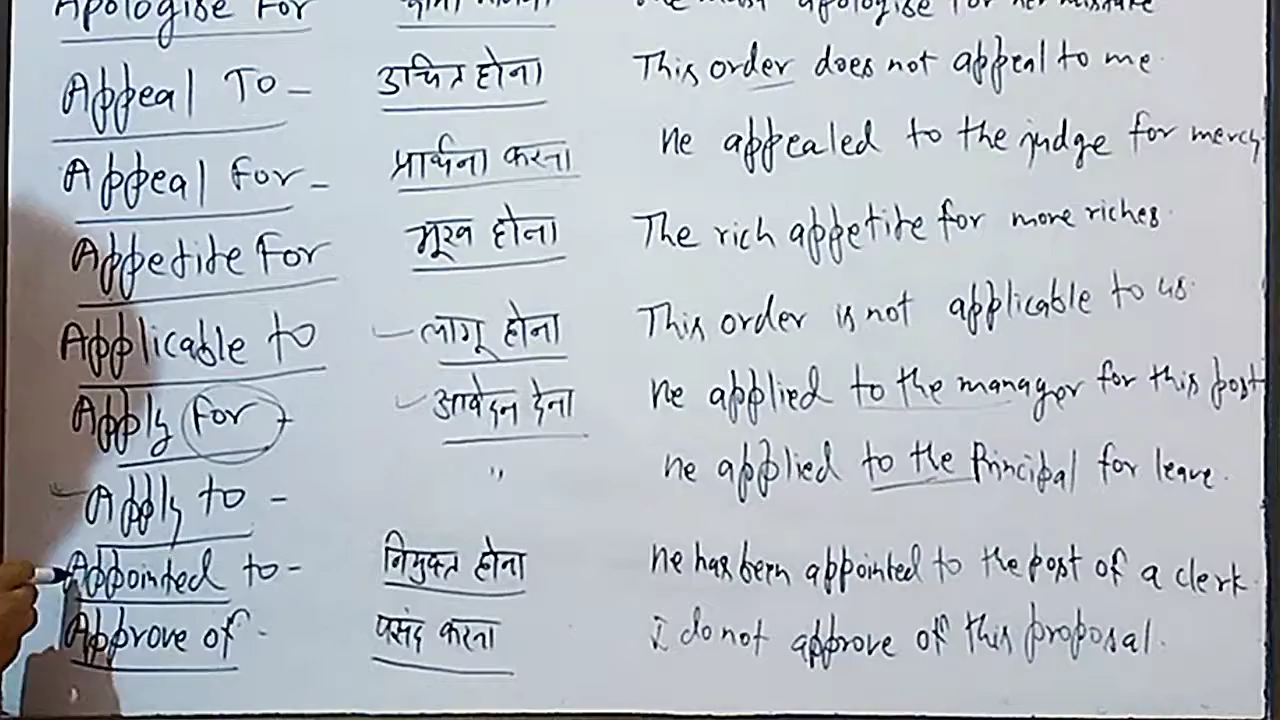 Apologise For
Appeal To - उचित होना This order does not appeal to me.
Appeal for - प्रार्थना करना he appealed to the judge for mercy
Appetite For भूख होना The rich appetite for more riches.
Applicable to लागू होना This order is not applicable to us.
Apply for आवेदन देना he applied to the manager for this post
Apply to - " he applied to the Principal for leave.
Appointed to - नियुक्त होना he has been appointed to the post of a clerk
Approve of - पसंद करना I do not approve of this proposal.